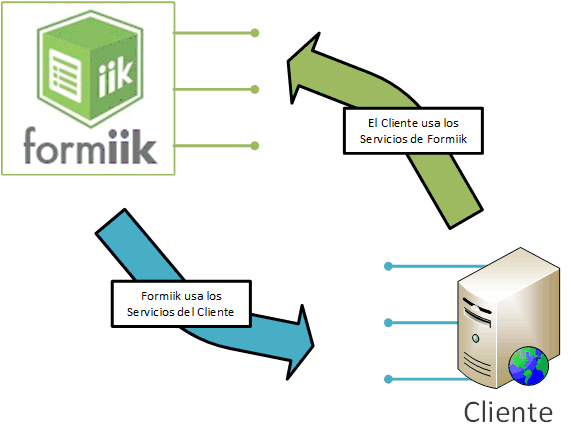 iik
formiik
El Cliente usa los
Servicios de Formiik
Formiik usa los
Servicios del Cliente
Cliente